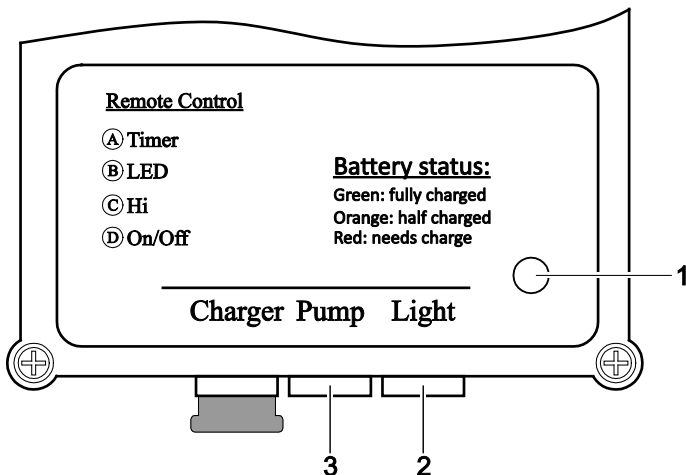 Remote Control
Ⓐ Timer
Ⓑ LED
Ⓒ Hi
Ⓓ On/Off
Battery status:
Green: fully charged
Orange: half charged
Red: needs charge
1
Charger Pump Light
3 2